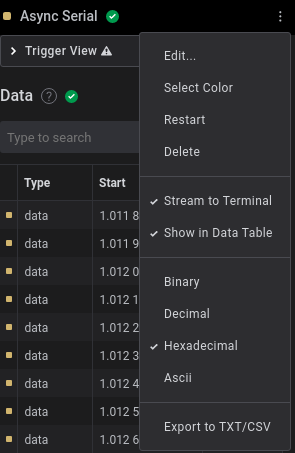 Async Serial
Trigger View
Edit...
Select Color
Restart
Delete
Stream to Terminal
Show in Data Table
Binary
Decimal
Hexadecimal
Ascii
Export to TXT/CSV
Data ?
Type to search
Type Start
data 1.011 8
data 1.011 9
data 1.012 0
data 1.012 1
data 1.012 2
data 1.012 3
data 1.012 4
data 1.012 5
data 1.012 6